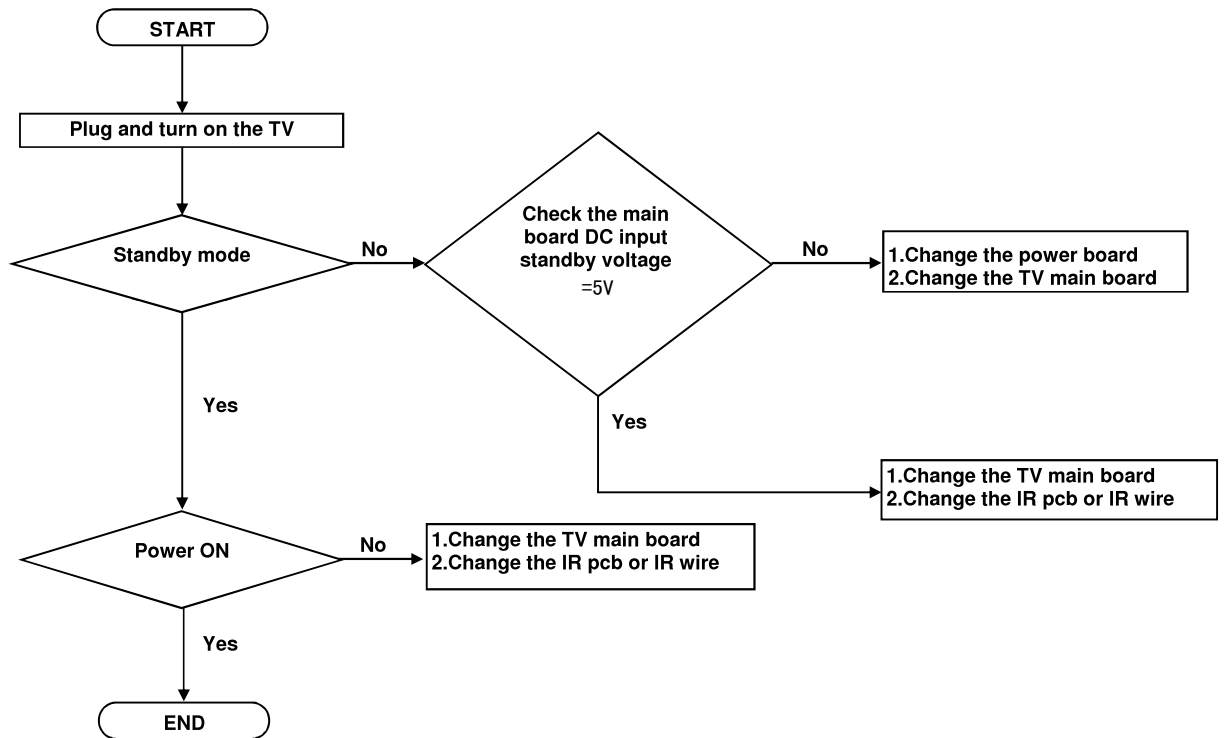 START
Plug and turn on the TV
Standby mode
No
Check the main
board DC input
standby voltage
=5V
No
1.Change the power board
2.Change the TV main board
Yes
Yes
1.Change the TV main board
2.Change the IR pcb or IR wire
Power ON
No
1.Change the TV main board
2.Change the IR pcb or IR wire
Yes
END